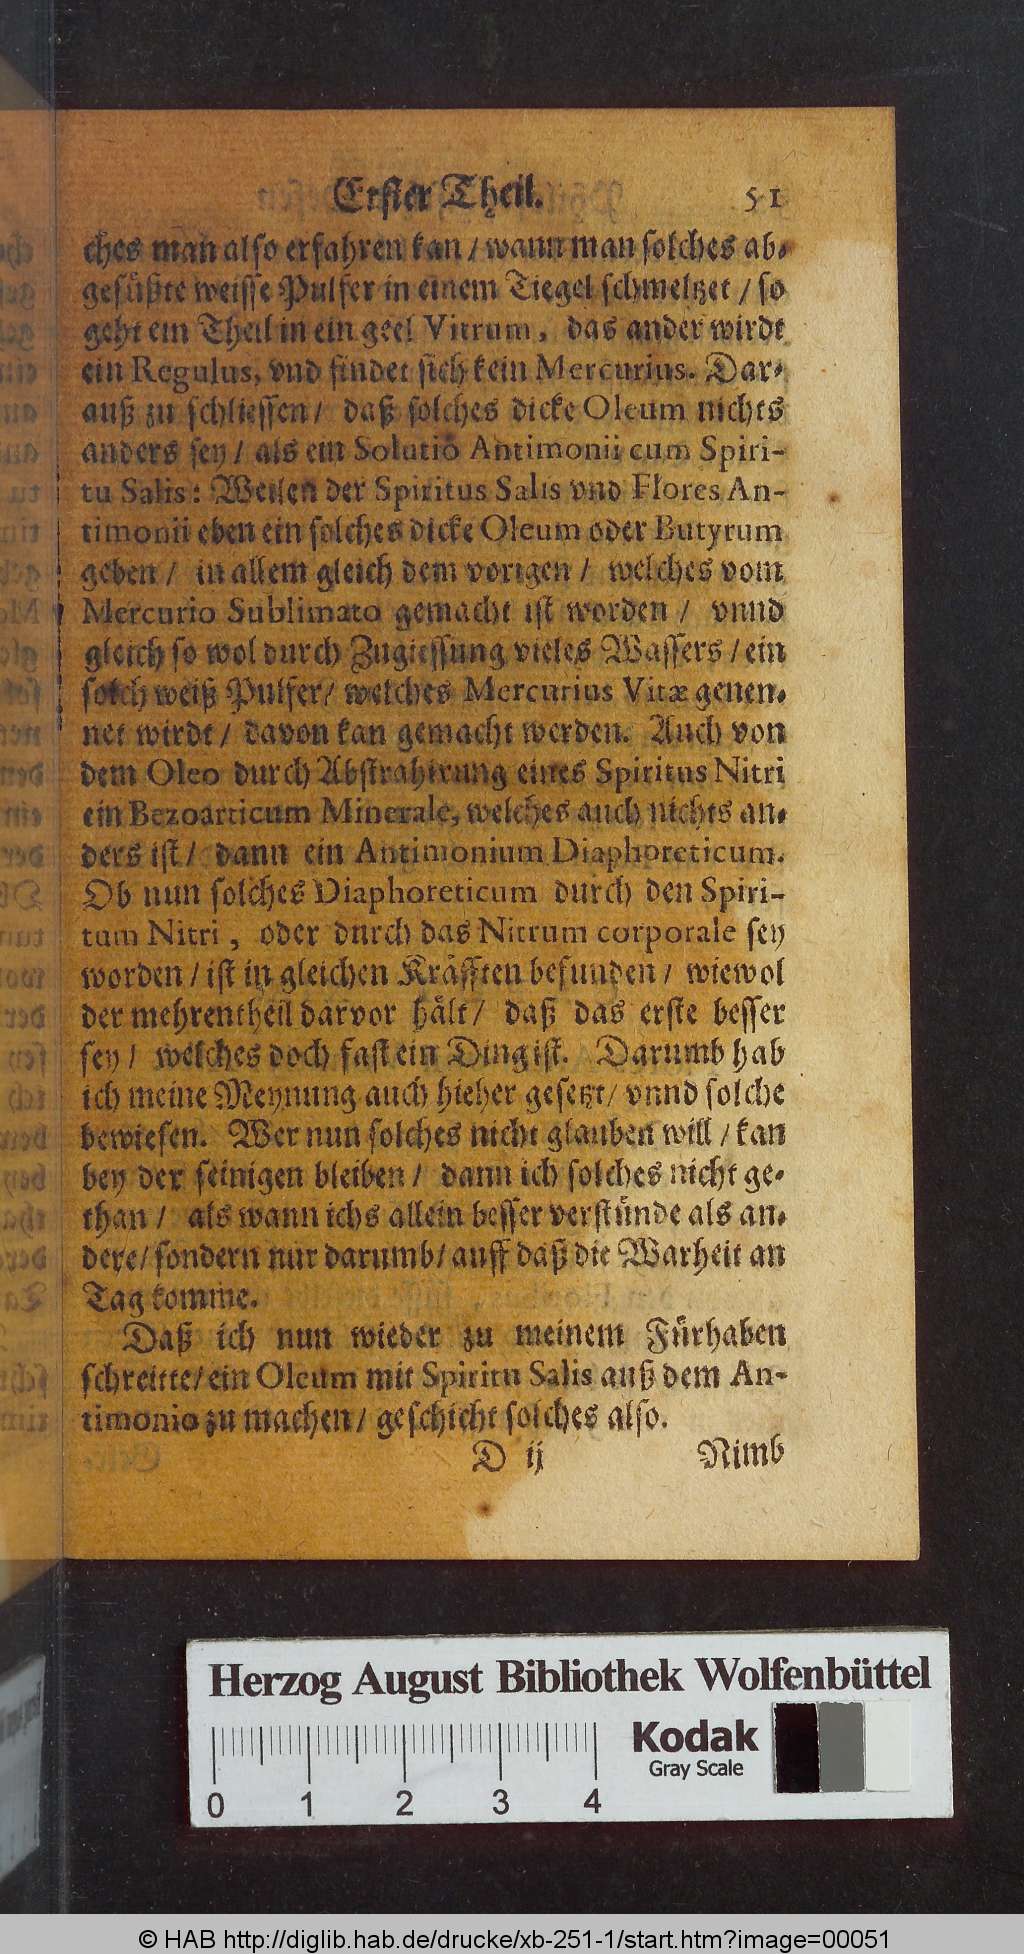 Erster Theil. 51
ches man also erfahren kan / wann man solches ab-
gesüßte weisse Pulfer in einem Tiegel schmeltzet / so
geht ein Theil in ein geel Vitrum, das ander wirdt
ein Regulus, vnd findet sich kein Mercurius. Dar-
auß zu schliessen / daß solches dicke Oleum nichts
anders sey / als ein Solutio Antimonii cum Spiri-
tu Salis: Weilen der Spiritus Salis vnd Flores An-
timonii eben ein solches dicke Oleum oder Butyrum
geben / in allem gleich dem vorigen / welches vom
Mercurio Sublimato gemacht ist worden / vnnd
gleich so wol durch Zugiessung vieles Wassers / ein
solch weiß Pulfer / welches Mercurius Vitæ genen-
net wirdt / davon kan gemacht werden. Auch von
dem Oleo durch Abstrahirung eines Spiritus Nitri
ein Bezoarticum Minerale, welches auch nichts an-
ders ist / dann ein Antimonium Diaphoreticum.
Ob nun solches Diaphoreticum durch den Spiri-
tum Nitri, oder durch das Nitrum corporale sey
worden / ist in gleichen Kräfften befunden / wiewol
der mehrentheil darvor hält / daß das erste besser
sey / welches doch fast ein Ding ist. Darumb hab
ich meine Meynung auch hieher gesetzt / vnnd solche
bewiesen. Wer nun solches nicht glauben will / kan
bey der seinigen bleiben / dann ich solches nicht ge-
than / als wann ichs allein besser verstünde als an-
dere / sondern nur darumb / auff daß die Warheit an
Tag komme.
Daß ich nun wieder zu meinem Fürhaben
schreitte / ein Oleum mit Spiritu Salis auß dem An-
timonio zu machen / geschicht solches also.
D ij Nimb
Herzog August Bibliothek Wolfenbüttel
Kodak
Gray Scale
0 1 2 3 4
© HAB http://diglib.hab.de/drucke/xb-251-1/start.htm?image=00051